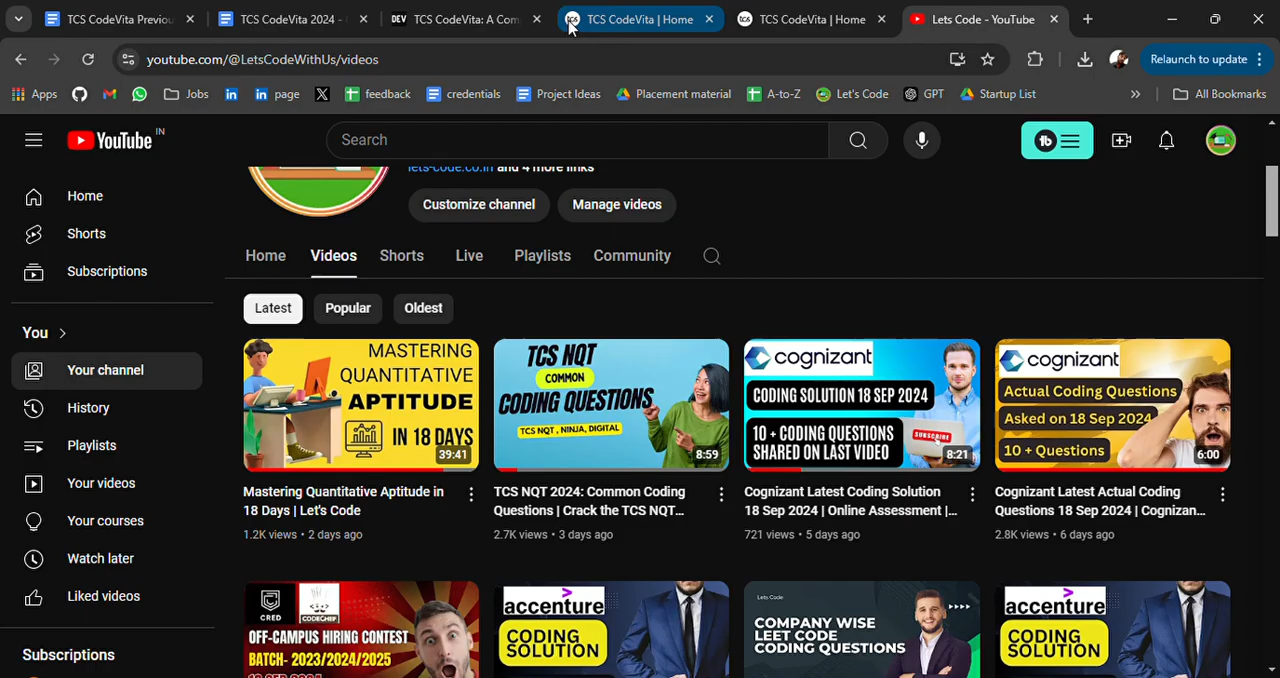 TCS CodeVita Previou
TCS CodeVita 2024 -
DEV TCS CodeVita: A Com
tcs TCS CodeVita | Home
tcs TCS CodeVita | Home
Lets Code - YouTube
youtube.com/@LetsCodeWithUs/videos
Relaunch to update
Apps
Jobs
in
in page
X
feedback
credentials
Project Ideas
Placement material
A-to-Z
Let's Code
GPT
Startup List
»
All Bookmarks
YouTube IN
Search
tb
Home
Shorts
Subscriptions
You
Your channel
History
Playlists
Your videos
Your courses
Watch later
Liked videos
Subscriptions
lets-code.co.in and 4 more links
Customize channel
Manage videos
Home Videos Shorts Live Playlists Community
Latest Popular Oldest
MASTERING
QUANTITATIVE
APTITUDE
IN 18 DAYS
39:41
Mastering Quantitative Aptitude in
18 Days | Let's Code
1.2K views • 2 days ago
TCS NQT
COMMON
CODING QUESTIONS
TCS NQT , NINJA, DIGITAL
8:59
TCS NQT 2024: Common Coding
Questions | Crack the TCS NQT...
2.7K views • 3 days ago
cognizant
CODING SOLUTION 18 SEP 2024
10 + CODING QUESTIONS
SHARED ON LAST VIDEO
SUBSCRIBE
8:21
Cognizant Latest Coding Solution
18 Sep 2024 | Online Assessment |...
721 views • 5 days ago
cognizant
Actual Coding Questions
Asked on 18 Sep 2024
10 + Questions
6:00
Cognizant Latest Actual Coding
Questions 18 Sep 2024 | Cognizan...
2.8K views • 6 days ago
CRED
CODECHEF
OFF-CAMPUS HIRING CONTEST
BATCH- 2023/2024/2025
accenture
CODING
SOLUTION
Lets Code
COMPANY WISE
LEET CODE
CODING QUESTIONS
accenture
CODING
SOLUTION